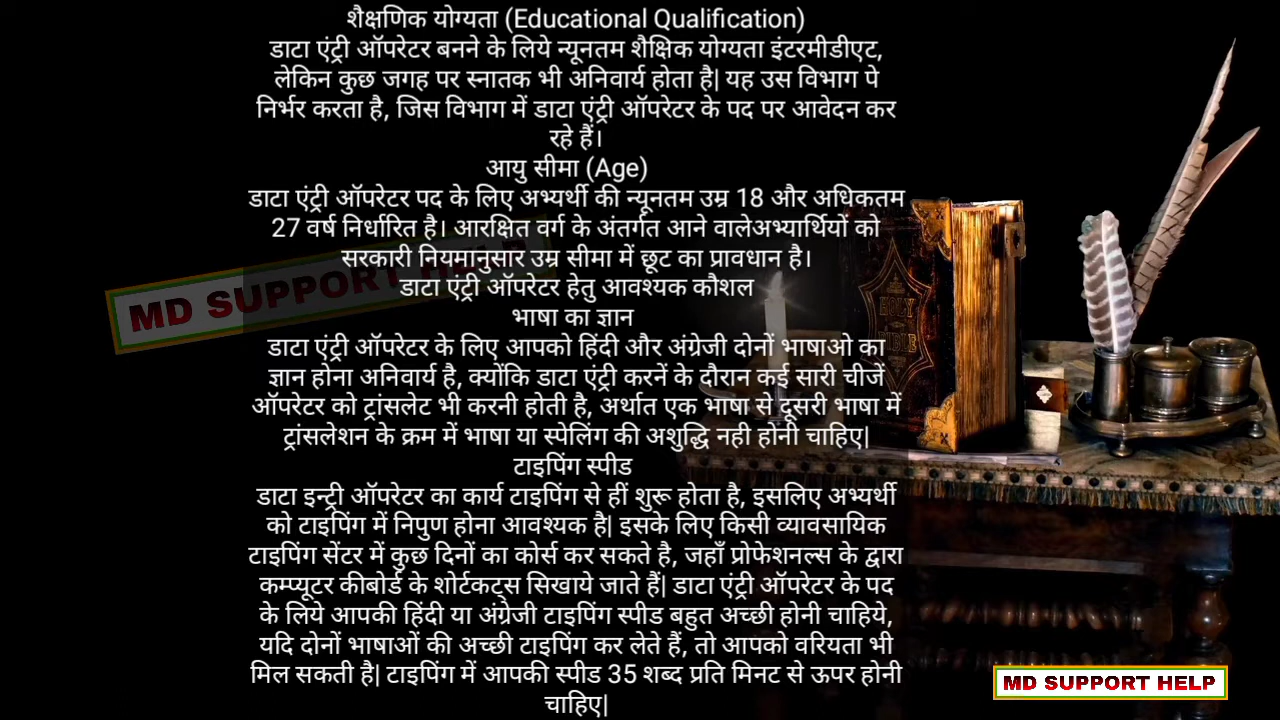 शैक्षणिक योग्यता (Educational Qualification)
डाटा एंट्री ऑपरेटर बनने के लिये न्यूनतम शैक्षिक योग्यता इंटरमीडीएट,
लेकिन कुछ जगह पर स्नातक भी अनिवार्य होता है| यह उस विभाग पे
निर्भर करता है, जिस विभाग में डाटा एंट्री ऑपरेटर के पद पर आवेदन कर
रहे हैं।
आयु सीमा (Age)
डाटा एंट्री ऑपरेटर पद के लिए अभ्यर्थी की न्यूनतम उम्र 18 और अधिकतम
27 वर्ष निर्धारित है। आरक्षित वर्ग के अंतर्गत आने वालेअभ्यार्थियों को
सरकारी नियमानुसार उम्र सीमा में छूट का प्रावधान है।
MD SUPPORT HELP
डाटा एंट्री ऑपरेटर हेतु आवश्यक कौशल
भाषा का ज्ञान
डाटा एंट्री ऑपरेटर के लिए आपको हिंदी और अंग्रेजी दोनों भाषाओ का
ज्ञान होना अनिवार्य है, क्योंकि डाटा एंट्री करनें के दौरान कई सारी चीजें
ऑपरेटर को ट्रांसलेट भी करनी होती है, अर्थात एक भाषा से दूसरी भाषा में
ट्रांसलेशन के क्रम में भाषा या स्पेलिंग की अशुद्धि नही होनी चाहिए|
टाइपिंग स्पीड
डाटा इन्ट्री ऑपरेटर का कार्य टाइपिंग से हीं शुरू होता है, इसलिए अभ्यर्थी
को टाइपिंग में निपुण होना आवश्यक है| इसके लिए किसी व्यावसायिक
टाइपिंग सेंटर में कुछ दिनों का कोर्स कर सकते है, जहाँ प्रोफेशनल्स के द्वारा
कम्प्यूटर कीबोर्ड के शोर्टकट्स सिखाये जाते हैं| डाटा एंट्री ऑपरेटर के पद
के लिये आपकी हिंदी या अंग्रेजी टाइपिंग स्पीड बहुत अच्छी होनी चाहिये,
यदि दोनों भाषाओं की अच्छी टाइपिंग कर लेते हैं, तो आपको वरियता भी
मिल सकती है| टाइपिंग में आपकी स्पीड 35 शब्द प्रति मिनट से ऊपर होनी
चाहिए|
HOLY
BIBLE
MD SUPPORT HELP